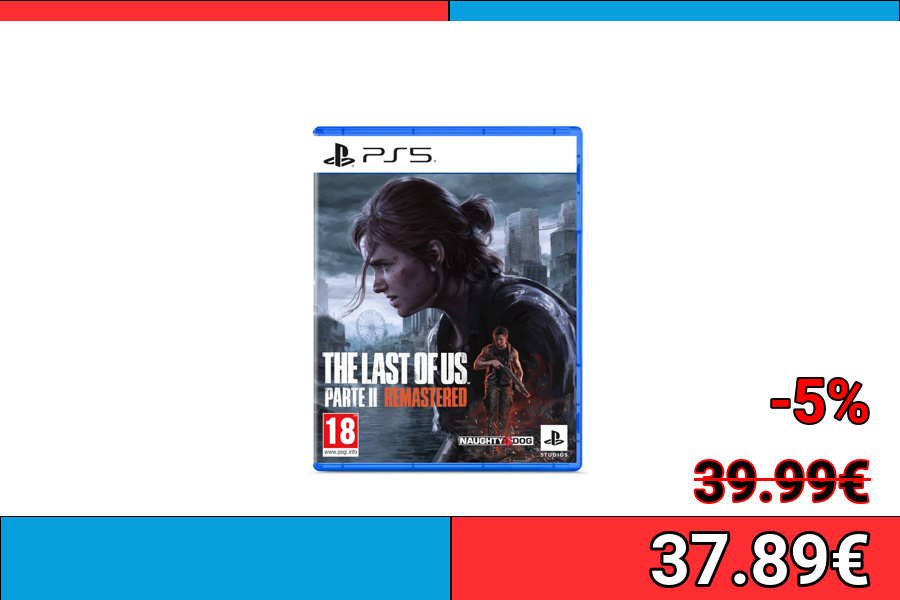 PS5
THE LAST OF US
PARTE II REMASTERED
18
www.pegi.info
NAUGHTY DOG
STUDIOS
-5%
39.99€
37.89€